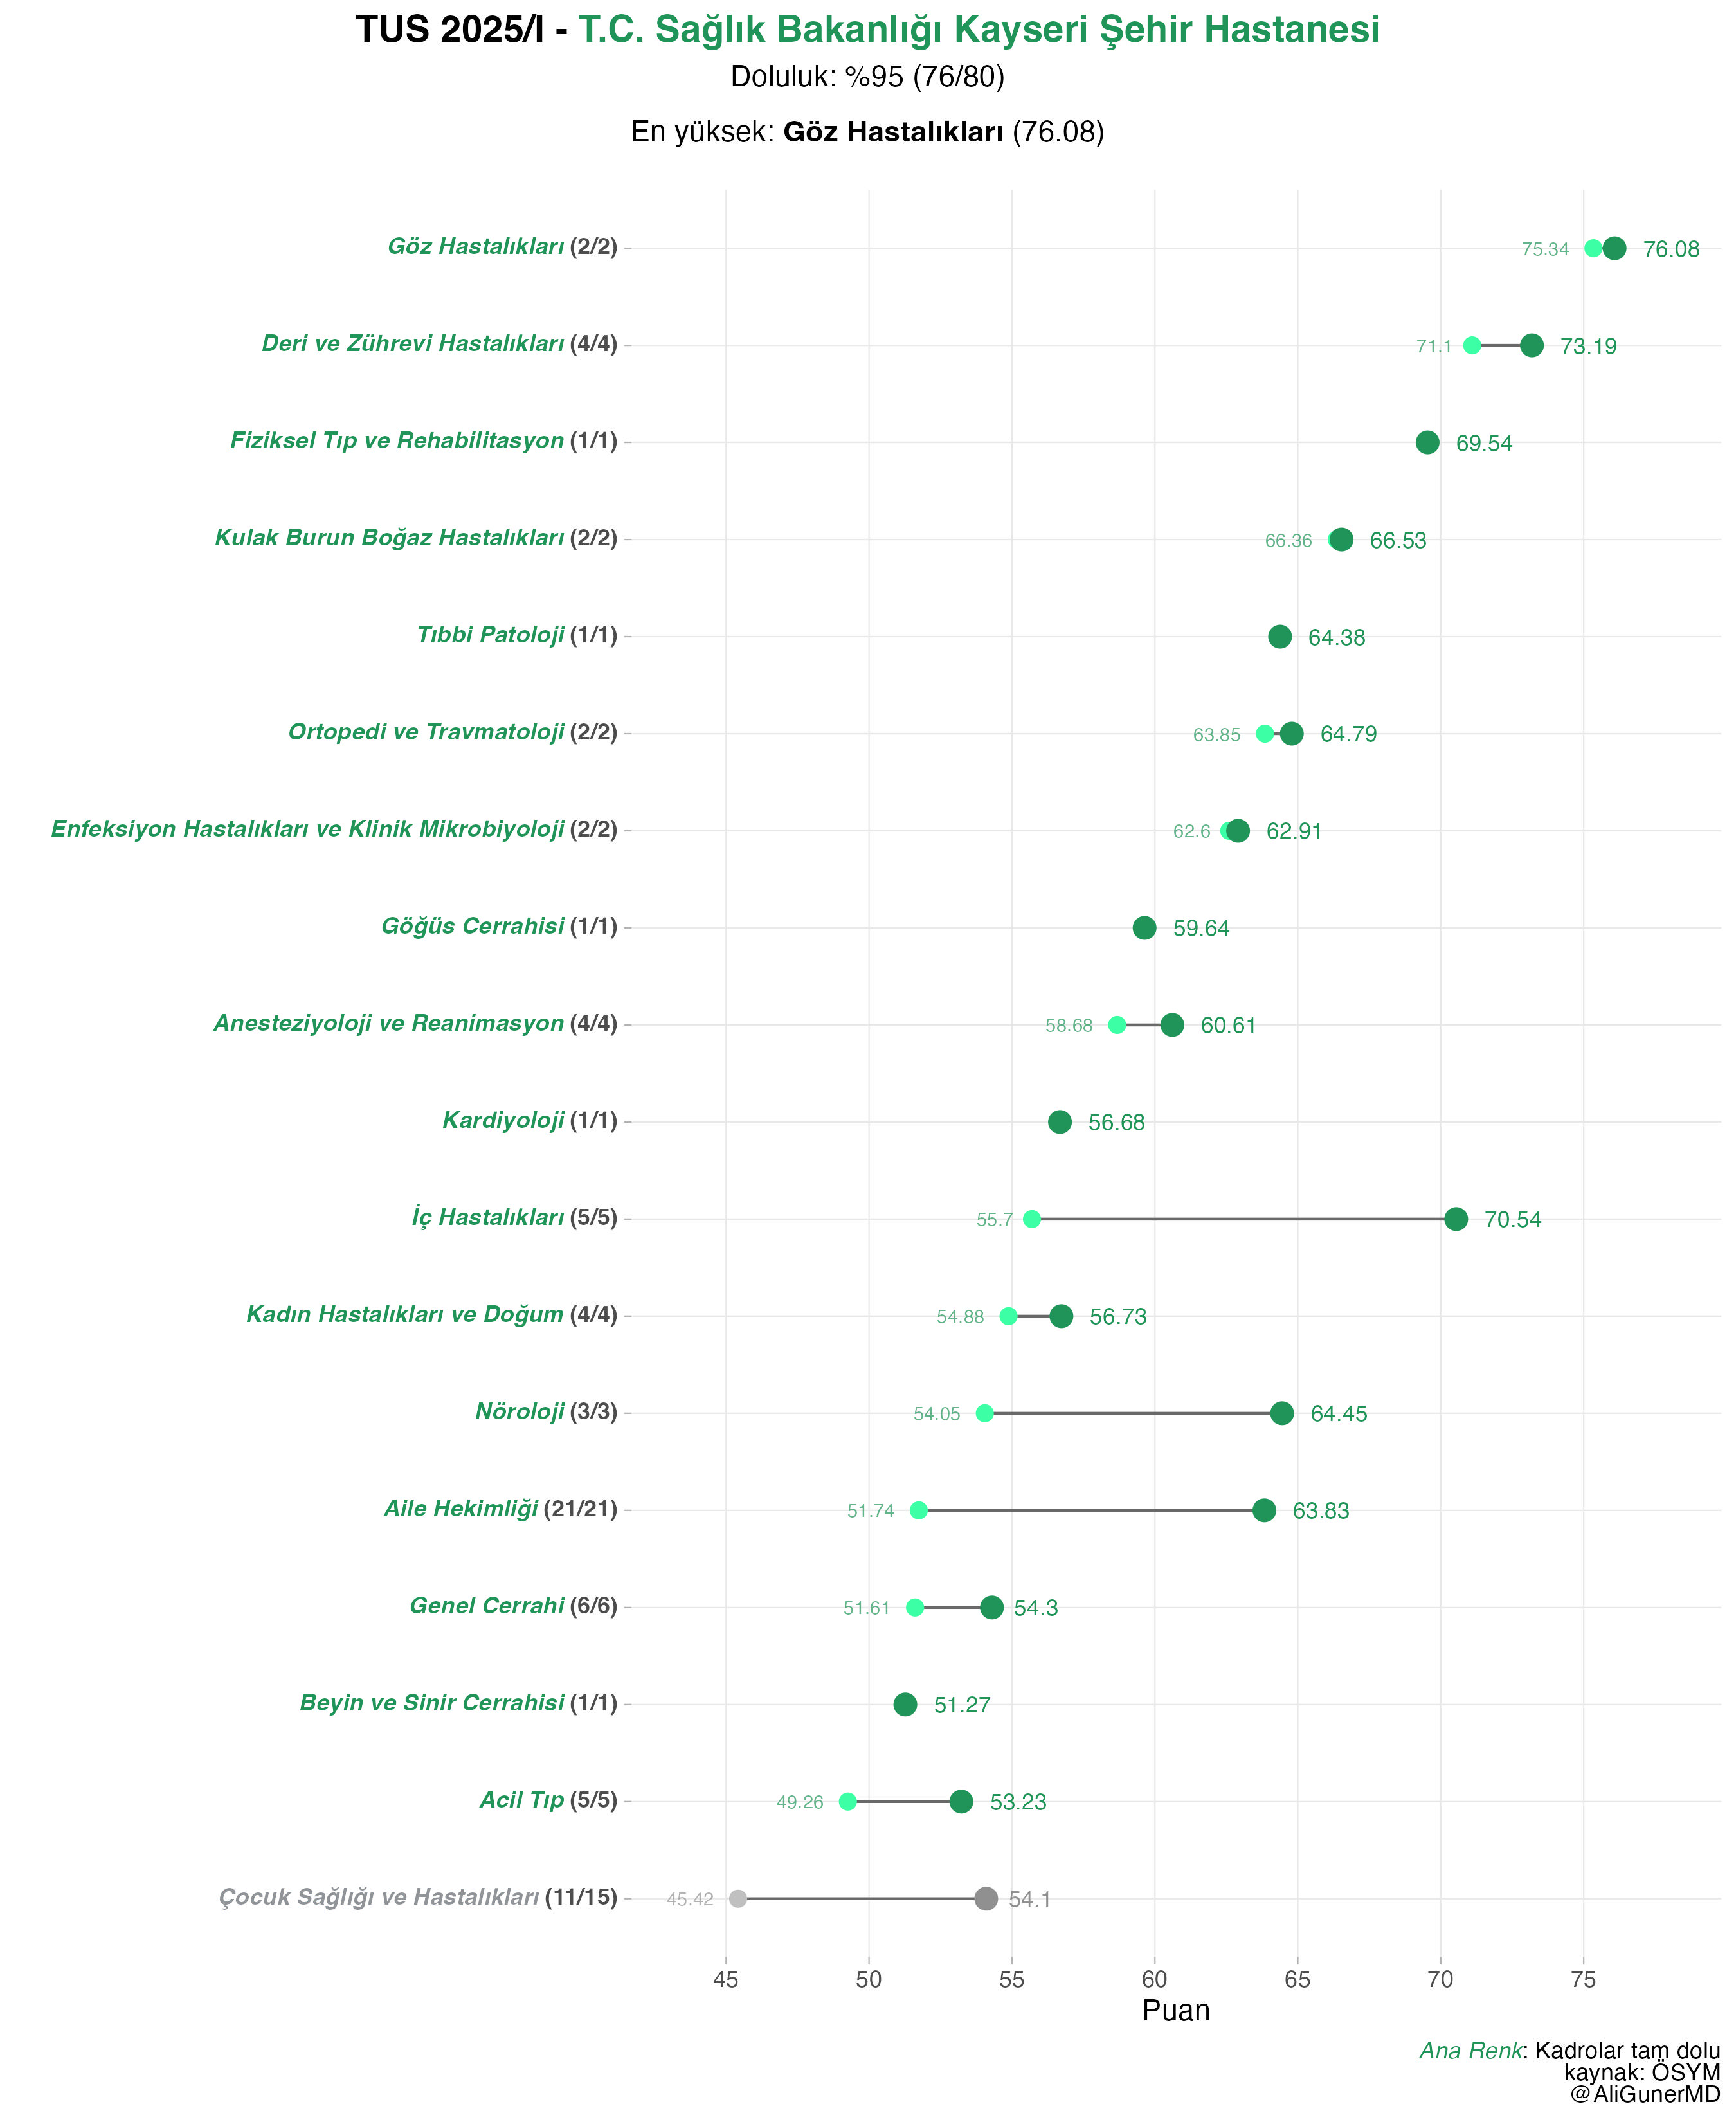 TUS 2025/I - T.C. Sağlık Bakanlığı Kayseri Şehir Hastanesi
Doluluk: %95 (76/80)
En yüksek: Göz Hastalıkları (76.08)
Göz Hastalıkları (2/2) 75.34 76.08
Deri ve Zührevi Hastalıkları (4/4) 71.1 73.19
Fiziksel Tıp ve Rehabilitasyon (1/1) 69.54
Kulak Burun Boğaz Hastalıkları (2/2) 66.36 66.53
Tıbbi Patoloji (1/1) 64.38
Ortopedi ve Travmatoloji (2/2) 63.85 64.79
Enfeksiyon Hastalıkları ve Klinik Mikrobiyoloji (2/2) 62.6 62.91
Göğüs Cerrahisi (1/1) 59.64
Anesteziyoloji ve Reanimasyon (4/4) 58.68 60.61
Kardiyoloji (1/1) 56.68
İç Hastalıkları (5/5) 55.7 70.54
Kadın Hastalıkları ve Doğum (4/4) 54.88 56.73
Nöroloji (3/3) 54.05 64.45
Aile Hekimliği (21/21) 51.74 63.83
Genel Cerrahi (6/6) 51.61 54.3
Beyin ve Sinir Cerrahisi (1/1) 51.27
Acil Tıp (5/5) 49.26 53.23
Çocuk Sağlığı ve Hastalıkları (11/15) 45.42 54.1
45 50 55 60 65 70 75
Puan
Ana Renk: Kadrolar tam dolu
kaynak: ÖSYM
@AliGunerMD